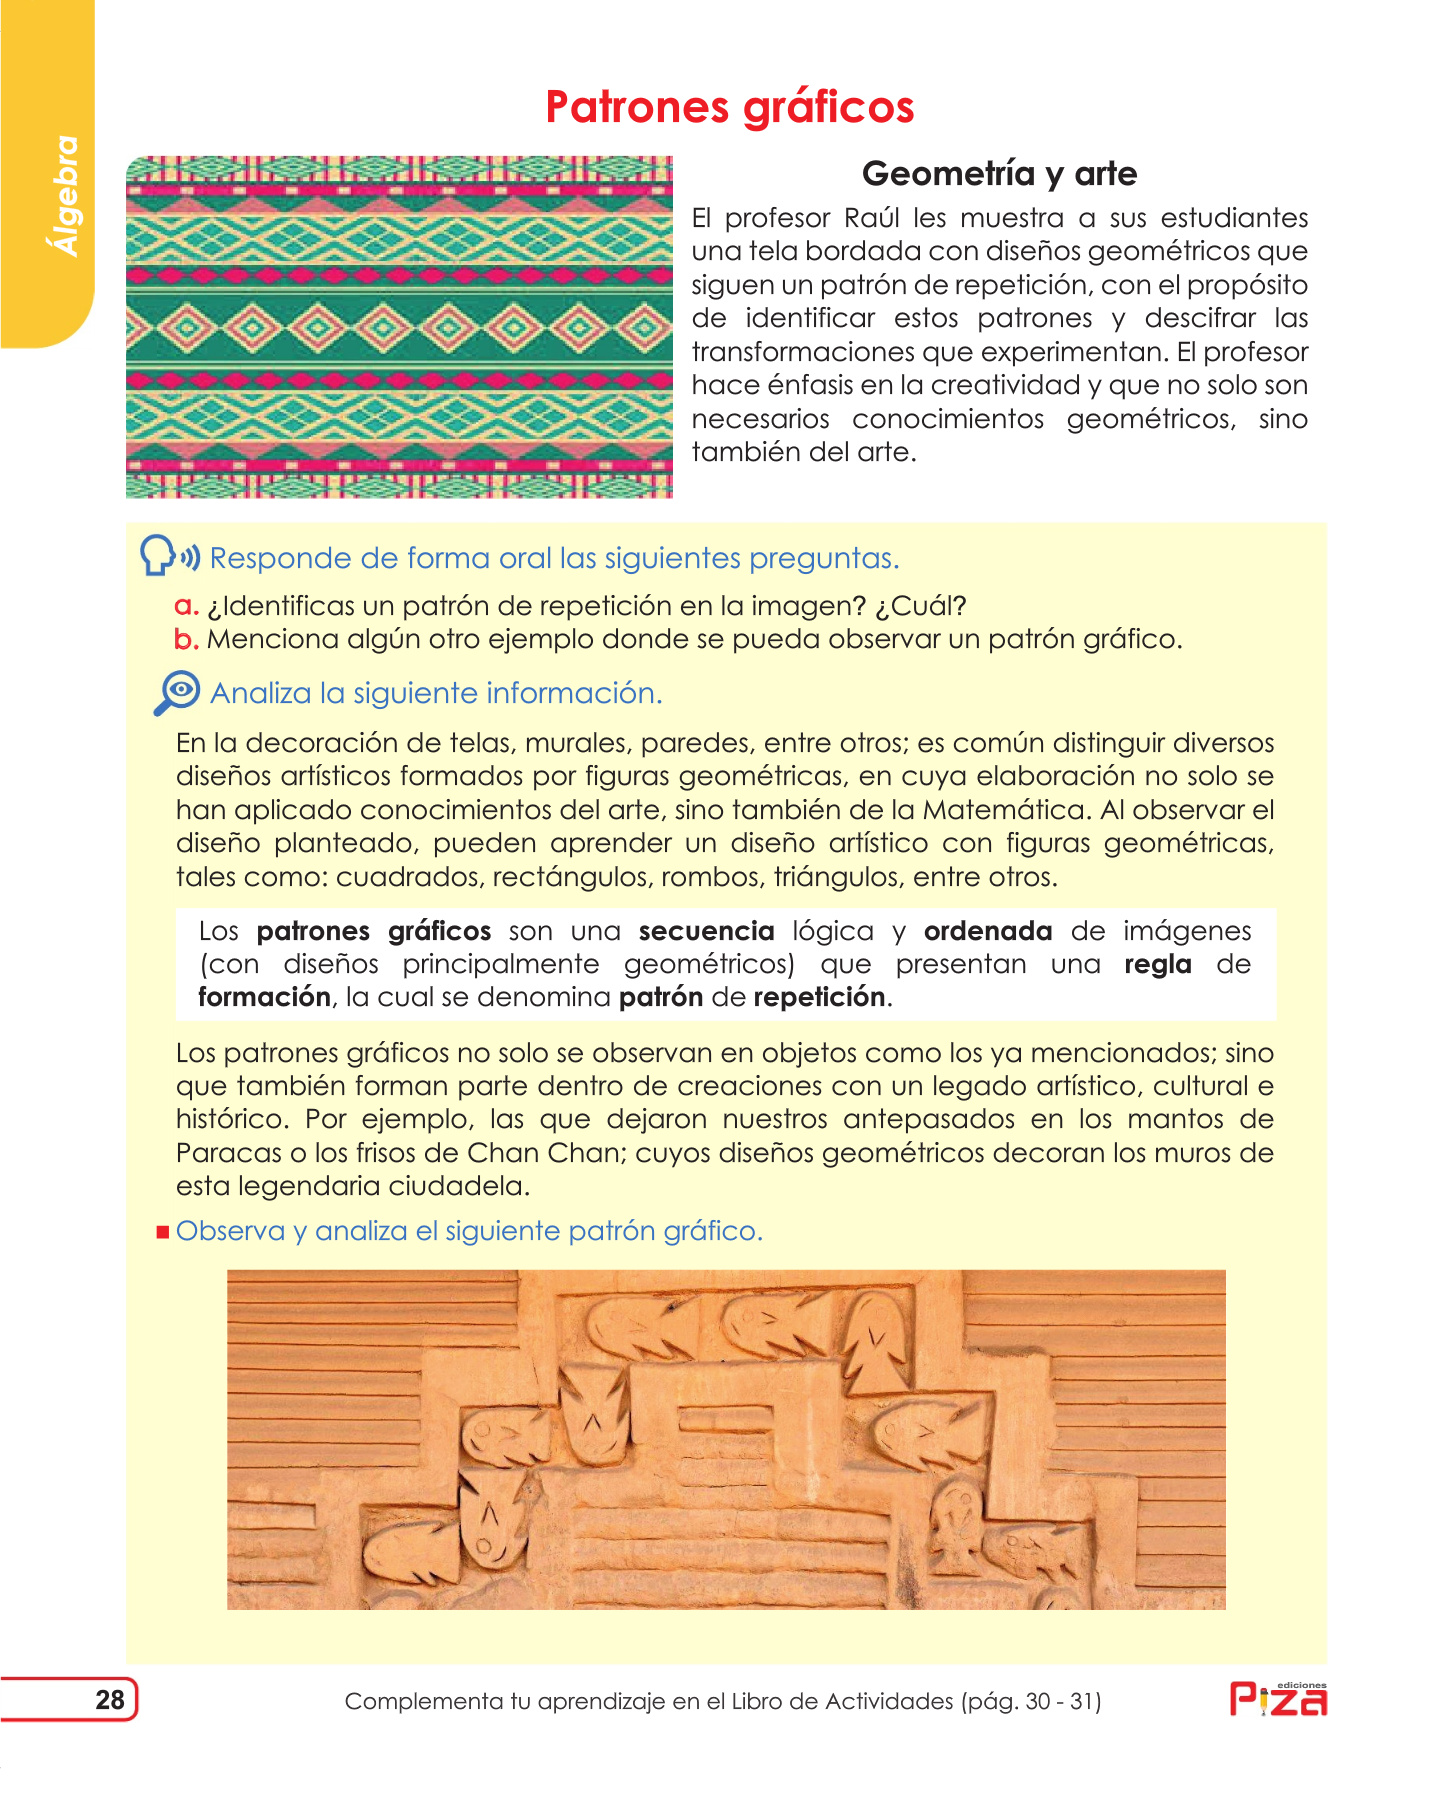 Álgebra
Patrones gráficos
Geometría y arte
El profesor Raúl les muestra a sus estudiantes
una tela bordada con diseños geométricos que
siguen un patrón de repetición, con el propósito
de identificar estos patrones y descifrar las
transformaciones que experimentan. El profesor
hace énfasis en la creatividad y que no solo son
necesarios conocimientos geométricos, sino
también del arte.
Responde de forma oral las siguientes preguntas.
a. ¿Identificas un patrón de repetición en la imagen? ¿Cuál?
b. Menciona algún otro ejemplo donde se pueda observar un patrón gráfico.
Analiza la siguiente información.
En la decoración de telas, murales, paredes, entre otros; es común distinguir diversos
diseños artísticos formados por figuras geométricas, en cuya elaboración no solo se
han aplicado conocimientos del arte, sino también de la Matemática. Al observar el
diseño planteado, pueden aprender un diseño artístico con figuras geométricas,
tales como: cuadrados, rectángulos, rombos, triángulos, entre otros.
Los patrones gráficos son una secuencia lógica y ordenada de imágenes
(con diseños principalmente geométricos) que presentan una regla de
formación, la cual se denomina patrón de repetición.
Los patrones gráficos no solo se observan en objetos como los ya mencionados; sino
que también forman parte dentro de creaciones con un legado artístico, cultural e
histórico. Por ejemplo, las que dejaron nuestros antepasados en los mantos de
Paracas o los frisos de Chan Chan; cuyos diseños geométricos decoran los muros de
esta legendaria ciudadela.
Observa y analiza el siguiente patrón gráfico.
28
Complementa tu aprendizaje en el Libro de Actividades (pág. 30 - 31)
ediciones
Piza